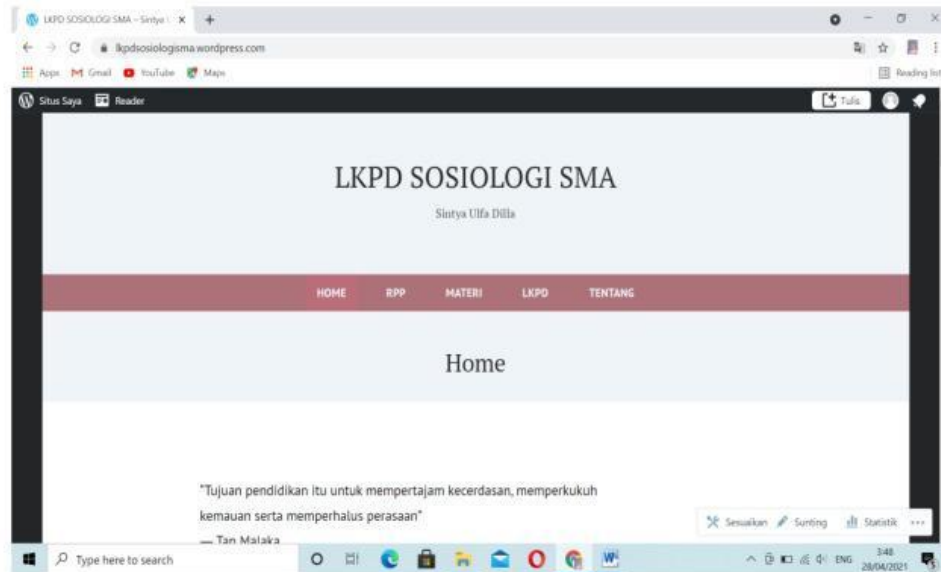 LKPD SOSIOLOGI SMA – Sintya
lkpdsosiologisma.wordpress.com
Apps Gmail YouTube Maps Reading list
Situs Saya Reader Tulis
LKPD SOSIOLOGI SMA
Sintya Ulfa Dilla
HOME RPP MATERI LKPD TENTANG
Home
"Tujuan pendidikan itu untuk mempertajam kecerdasan, memperkukuh
kemauan serta memperhalus perasaan"
— Tan Malaka
Sesuaikan Sunting Statistik
Type here to search ENG 3:48
28/04/2021